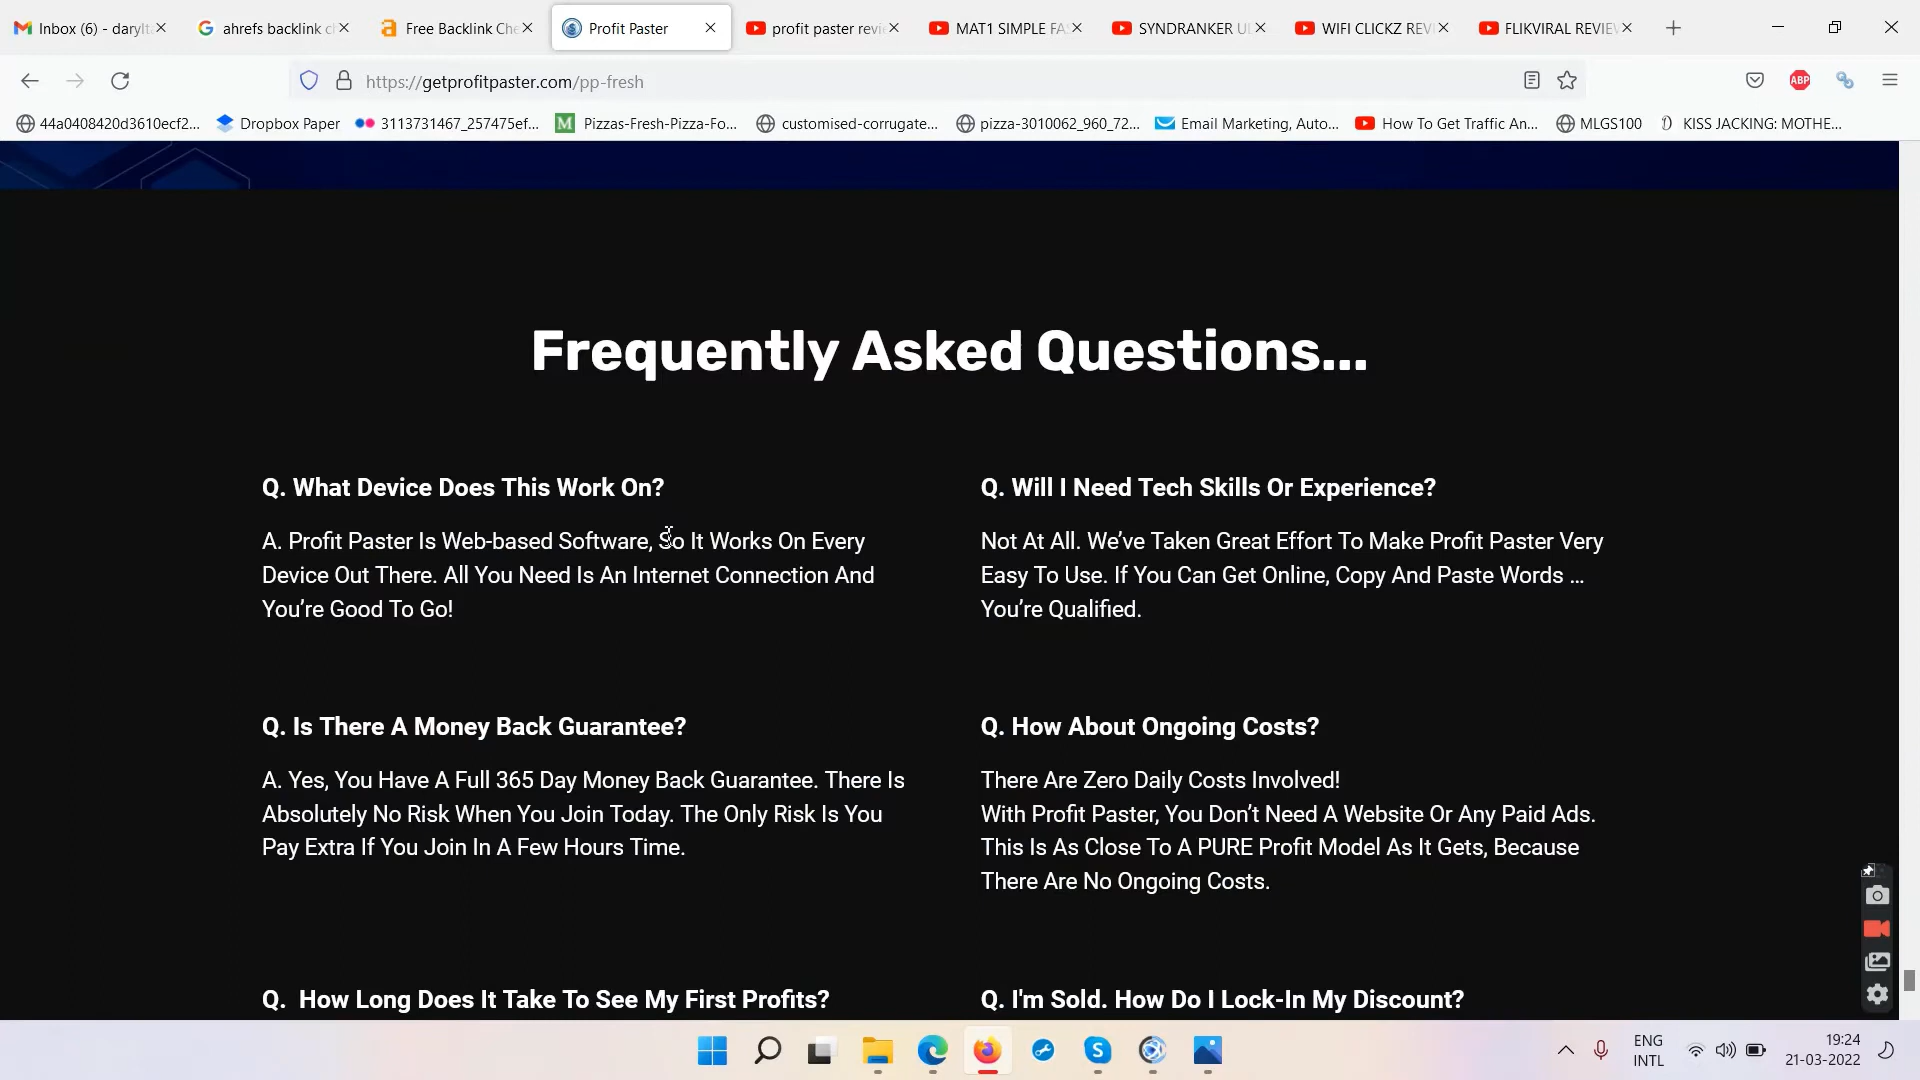 Inbox (6) - daryltc
ahrefs backlink ch
Free Backlink Che
Profit Paster
profit paster revie
MAT1 SIMPLE FAS
SYNDRANKER UL
WIFI CLICKZ REVI
FLIKVIRAL REVIEW
https://getprofitpaster.com/pp-fresh
ABP
44a0408420d3610ecf2...
Dropbox Paper
3113731467_257475ef...
M Pizzas-Fresh-Pizza-Fo...
customised-corrugate...
pizza-3010062_960_72...
Email Marketing, Auto...
How To Get Traffic An...
MLGS100
KISS JACKING: MOTHE...
Frequently Asked Questions...
Q. What Device Does This Work On?
A. Profit Paster Is Web-based Software, So It Works On Every
Device Out There. All You Need Is An Internet Connection And
You’re Good To Go!
Q. Will I Need Tech Skills Or Experience?
Not At All. We’ve Taken Great Effort To Make Profit Paster Very
Easy To Use. If You Can Get Online, Copy And Paste Words ...
You’re Qualified.
Q. Is There A Money Back Guarantee?
A. Yes, You Have A Full 365 Day Money Back Guarantee. There Is
Absolutely No Risk When You Join Today. The Only Risk Is You
Pay Extra If You Join In A Few Hours Time.
Q. How About Ongoing Costs?
There Are Zero Daily Costs Involved!
With Profit Paster, You Don’t Need A Website Or Any Paid Ads.
This Is As Close To A PURE Profit Model As It Gets, Because
There Are No Ongoing Costs.
Q. How Long Does It Take To See My First Profits?
Q. I'm Sold. How Do I Lock-In My Discount?
ENG
INTL
19:24
21-03-2022